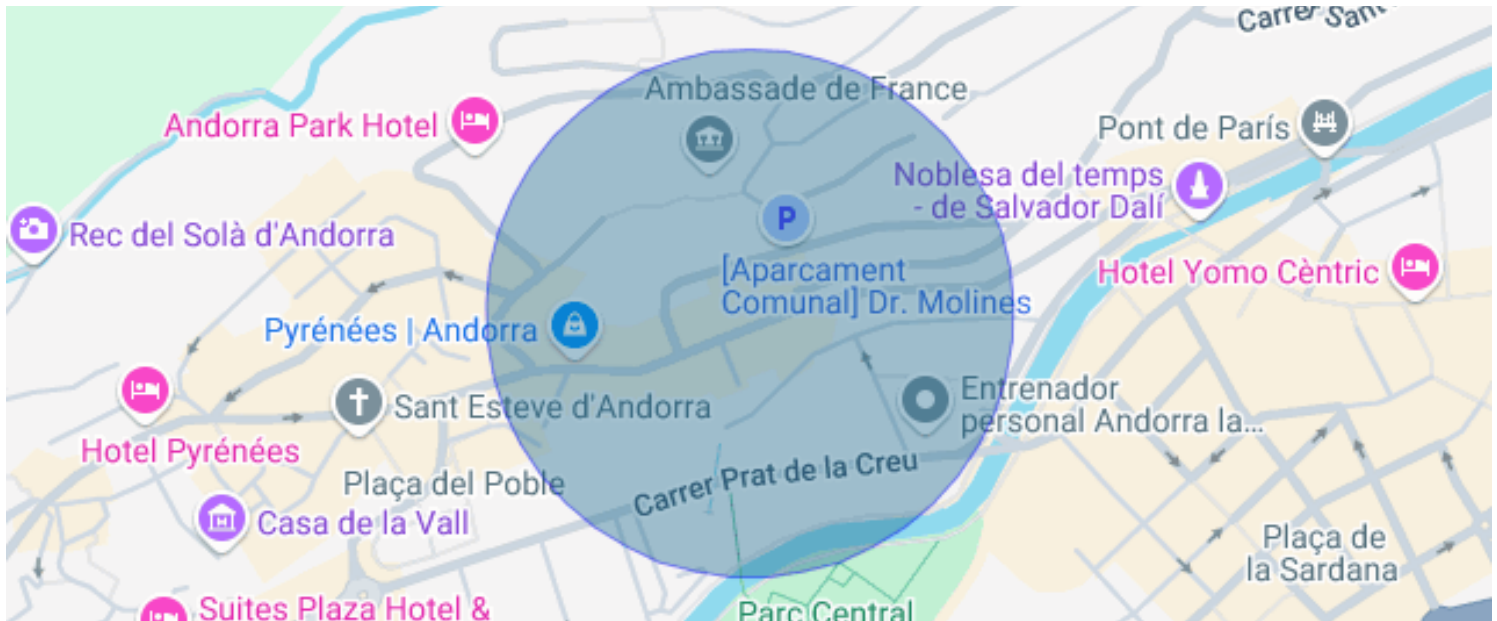 Carrer Sant
Ambassade de France
Andorra Park Hotel
Pont de París
Noblesa del temps
- de Salvador Dalí
P
Rec del Solà d'Andorra
[Aparcament
Comunal] Dr. Molines
Hotel Yomo Cèntric
Pyrénées | Andorra
Sant Esteve d'Andorra
Entrenador
personal Andorra la...
Hotel Pyrénées
Plaça del Poble
Carrer Prat de la Creu
Casa de la Vall
Plaça de
la Sardana
Suites Plaza Hotel &
Parc Central